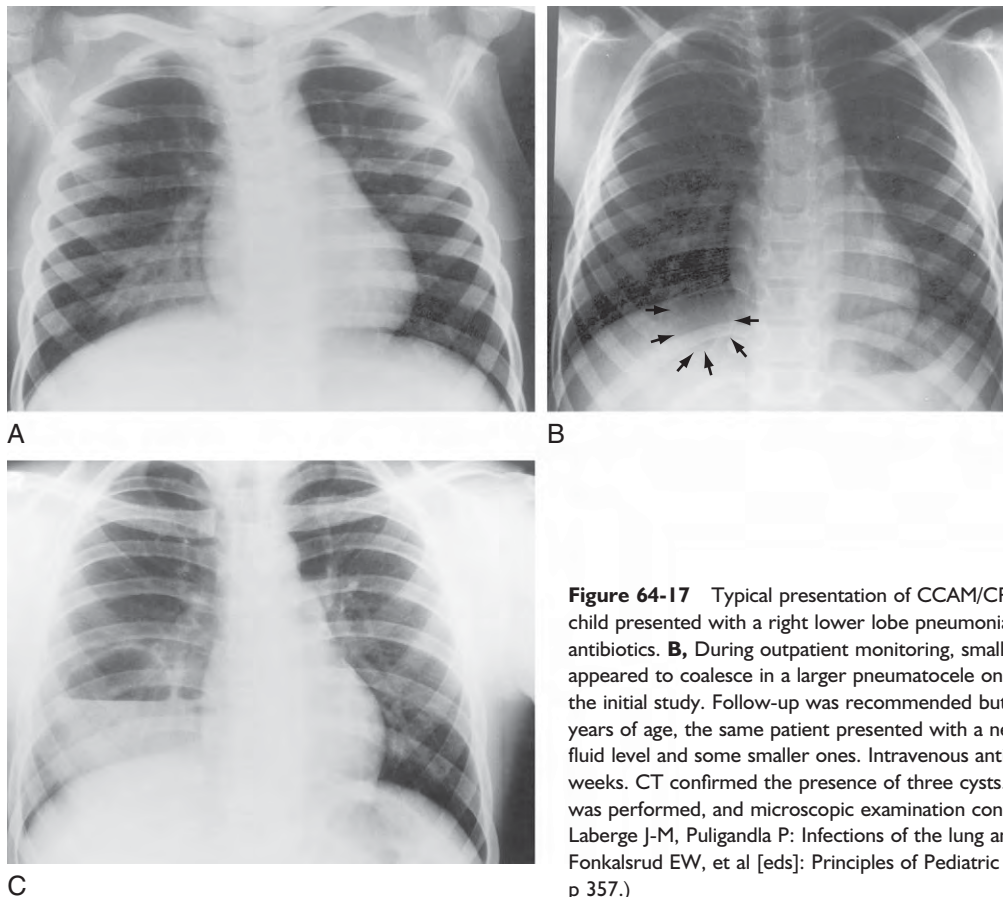 A
B
C
Figure 64-17 Typical presentation of CCAM/CP
child presented with a right lower lobe pneumonia
antibiotics. B, During outpatient monitoring, small
appeared to coalesce in a larger pneumatocele on
the initial study. Follow-up was recommended but
years of age, the same patient presented with a ne
fluid level and some smaller ones. Intravenous ant
weeks. CT confirmed the presence of three cysts.
was performed, and microscopic examination con
Laberge J-M, Puligandla P: Infections of the lung an
Fonkalsrud EW, et al [eds]: Principles of Pediatric
p 357.)